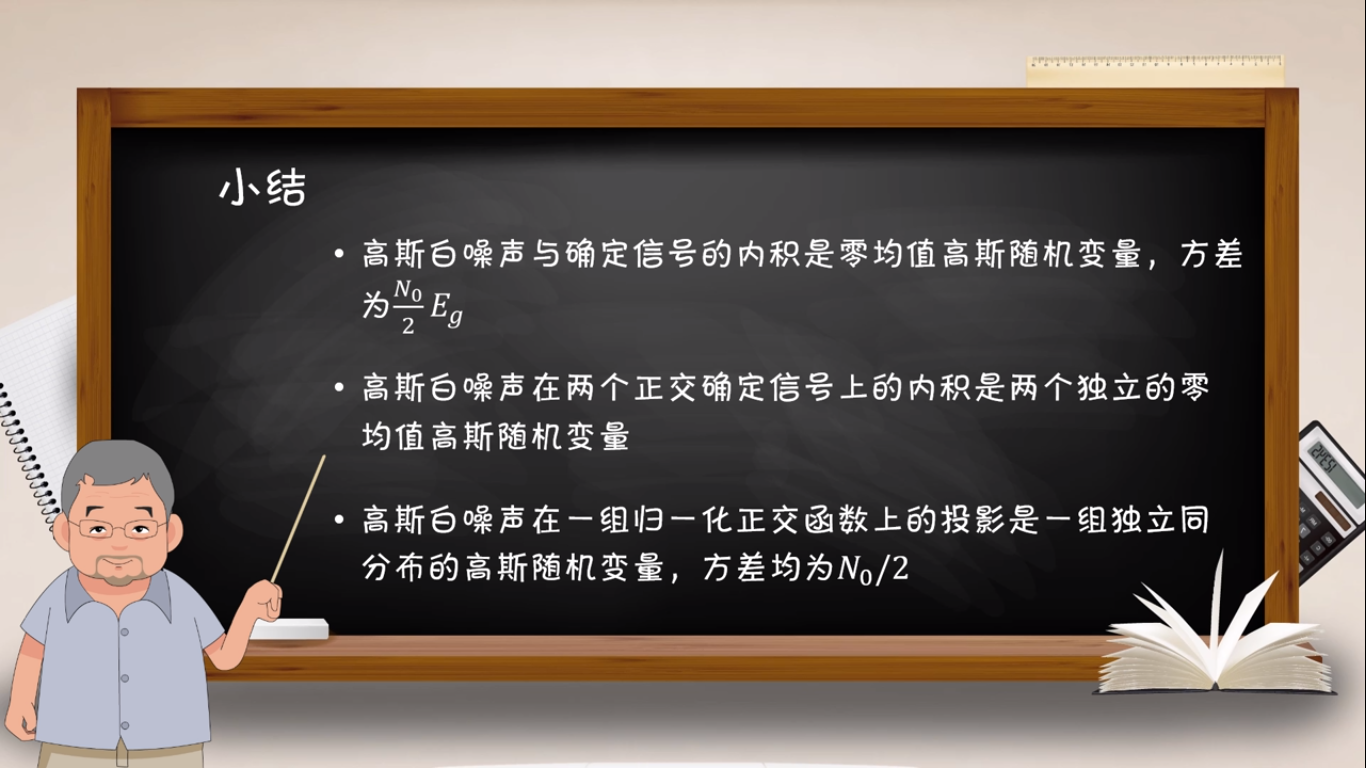 小结
• 高斯白噪声与确定信号的内积是零均值高斯随机变量，方差
为$\frac{N_0}{2}E_g$
• 高斯白噪声在两个正交确定信号上的内积是两个独立的零
均值高斯随机变量
• 高斯白噪声在一组归一化正交函数上的投影是一组独立同
分布的高斯随机变量，方差均为$N_0/2$